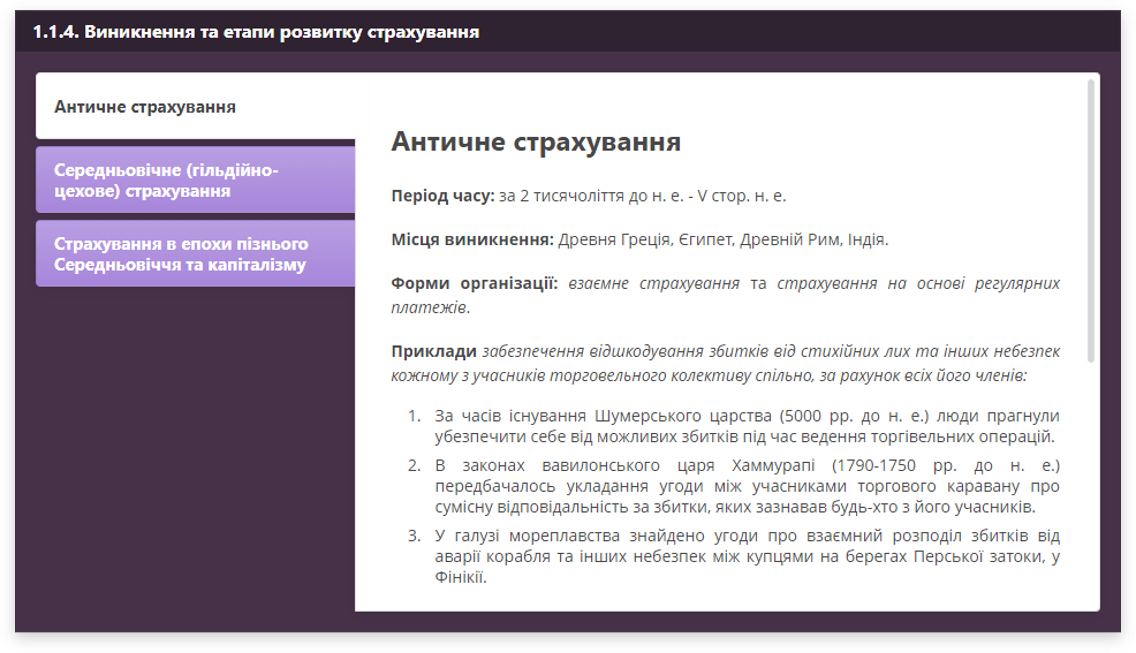 1.1.4. Виникнення та етапи розвитку страхування
Античне страхування
Середньовічне (гільдійно-
цехове) страхування
Страхування в епохи пізнього
Середньовіччя та капіталізму
Античне страхування
Період часу: за 2 тисячоліття до н. е. - V стор. н. е.
Місця виникнення: Древня Греція, Єгипет, Древній Рим, Індія.
Форми організації: взаємне страхування та страхування на основі регулярних
платежів.
Приклади забезпечення відшкодування збитків від стихійних лих та інших небезпек
кожному з учасників торговельного колективу спільно, за рахунок всіх його членів:
1. За часів існування Шумерського царства (5000 рр. до н. е.) люди прагнули
убезпечити себе від можливих збитків під час ведення торгівельних операцій.
2. В законах вавилонського царя Хаммурапі (1790-1750 рр. до н. е.)
передбачалось укладання угоди між учасниками торгового каравану про
сумісну відповідальність за збитки, яких зазнавав будь-хто з його учасників.
3. У галузі мореплавства знайдено угоди про взаємний розподіл збитків від
аварії корабля та інших небезпек між купцями на берегах Перської затоки, у
Фінікії.